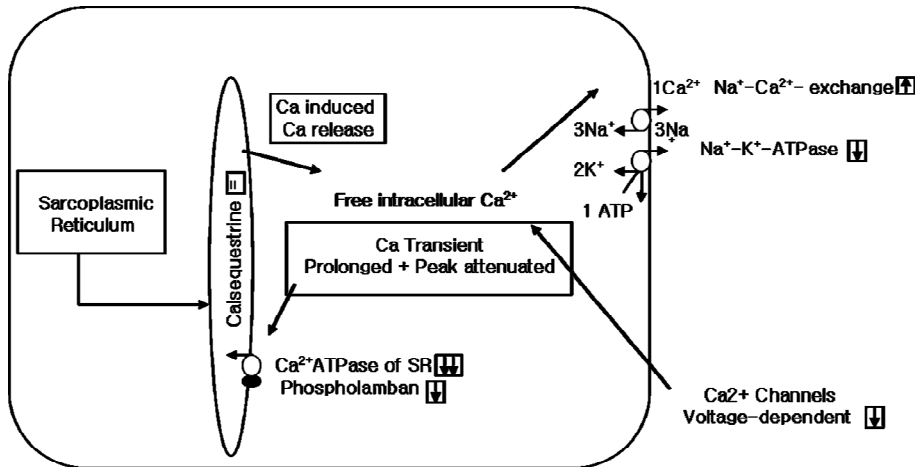 1Ca²⁺ Na⁺-Ca²⁺- exchange ↑
3Na⁺ 3Na⁺
Na⁺-K⁺-ATPase ↓
2K⁺
1 ATP
Ca induced
Ca release
Sarcoplasmic
Reticulum
Calsequestrine =
Free intracellular Ca²⁺
Ca Transient
Prolonged + Peak attenuated
Ca²⁺ATPase of SR ↓↓
Phospholamban ↓
Ca2+ Channels
Voltage-dependent ↓